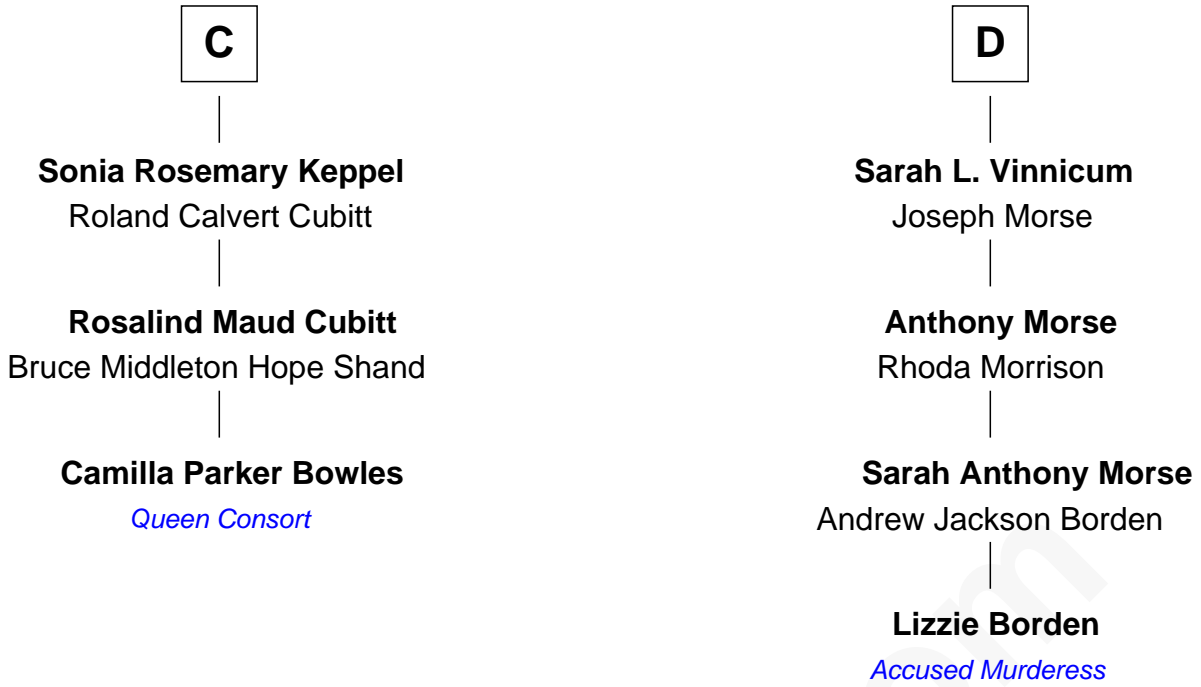 C
Sonia Rosemary Keppel
Roland Calvert Cubitt
Rosalind Maud Cubitt
Bruce Middleton Hope Shand
Camilla Parker Bowles
Queen Consort
D
Sarah L. Vinnicum
Joseph Morse
Anthony Morse
Rhoda Morrison
Sarah Anthony Morse
Andrew Jackson Borden
Lizzie Borden
Accused Murderess